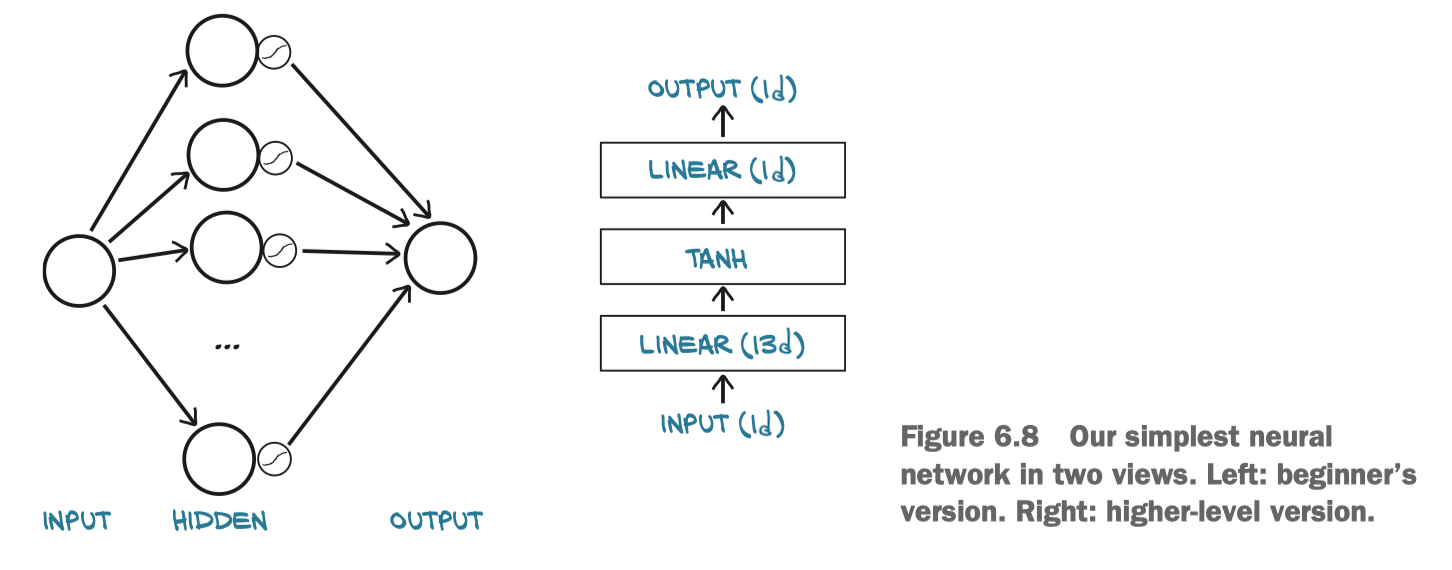 INPUT
HIDDEN
...
OUTPUT
OUTPUT (1d)
LINEAR (1d)
TANH
LINEAR (13d)
INPUT (1d)
Figure 6.8 Our simplest neural
network in two views. Left: beginner's
version. Right: higher-level version.